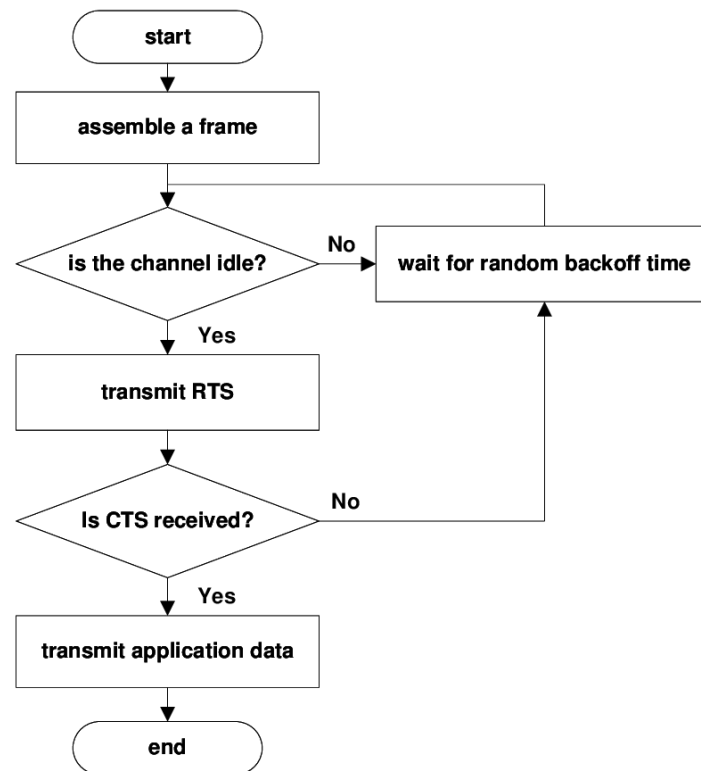 start
assemble a frame
is the channel idle?
No
wait for random backoff time
Yes
transmit RTS
Is CTS received?
No
Yes
transmit application data
end